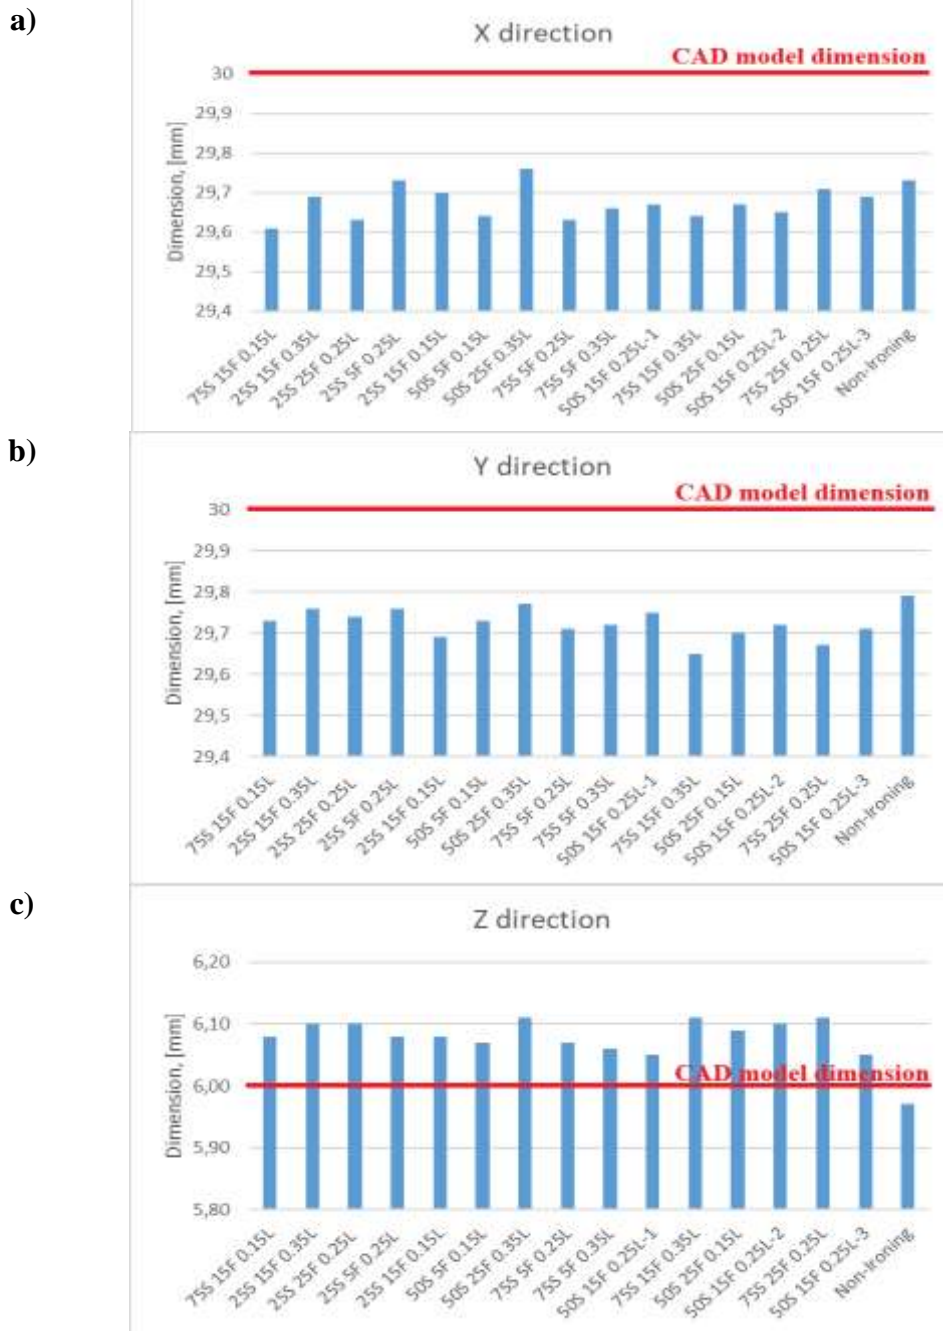 a)
X direction
CAD model dimension
Dimension, [mm]
30
29,9
29,8
29,7
29,6
29,5
29,4
75S 15F 0.15L
25S 15F 0.35L
25S 25F 0.25L
25S 5F 0.25L
25S 15F 0.15L
50S 5F 0.15L
50S 25F 0.35L
75S 5F 0.25L
75S 5F 0.35L
50S 15F 0.25L-1
75S 15F 0.35L
50S 25F 0.15L
50S 15F 0.25L-2
75S 25F 0.25L
50S 15F 0.25L-3
Non-Ironing
b)
Y direction
CAD model dimension
Dimension, [mm]
30
29,9
29,8
29,7
29,6
29,5
29,4
75S 15F 0.15L
25S 15F 0.35L
25S 25F 0.25L
25S 5F 0.25L
25S 15F 0.15L
50S 5F 0.15L
50S 25F 0.35L
75S 5F 0.25L
75S 5F 0.35L
50S 15F 0.25L-1
75S 15F 0.35L
50S 25F 0.15L
50S 15F 0.25L-2
75S 25F 0.25L
50S 15F 0.25L-3
Non-Ironing
c)
Z direction
Dimension, [mm]
6,20
6,10
6,00
5,90
5,80
CAD model dimension
75S 15F 0.15L
25S 15F 0.35L
25S 25F 0.25L
25S 5F 0.25L
25S 15F 0.15L
50S 5F 0.15L
50S 25F 0.35L
75S 5F 0.25L
75S 5F 0.35L
50S 15F 0.25L-1
75S 15F 0.35L
50S 25F 0.15L
50S 15F 0.25L-2
75S 25F 0.25L
50S 15F 0.25L-3
Non-Ironing